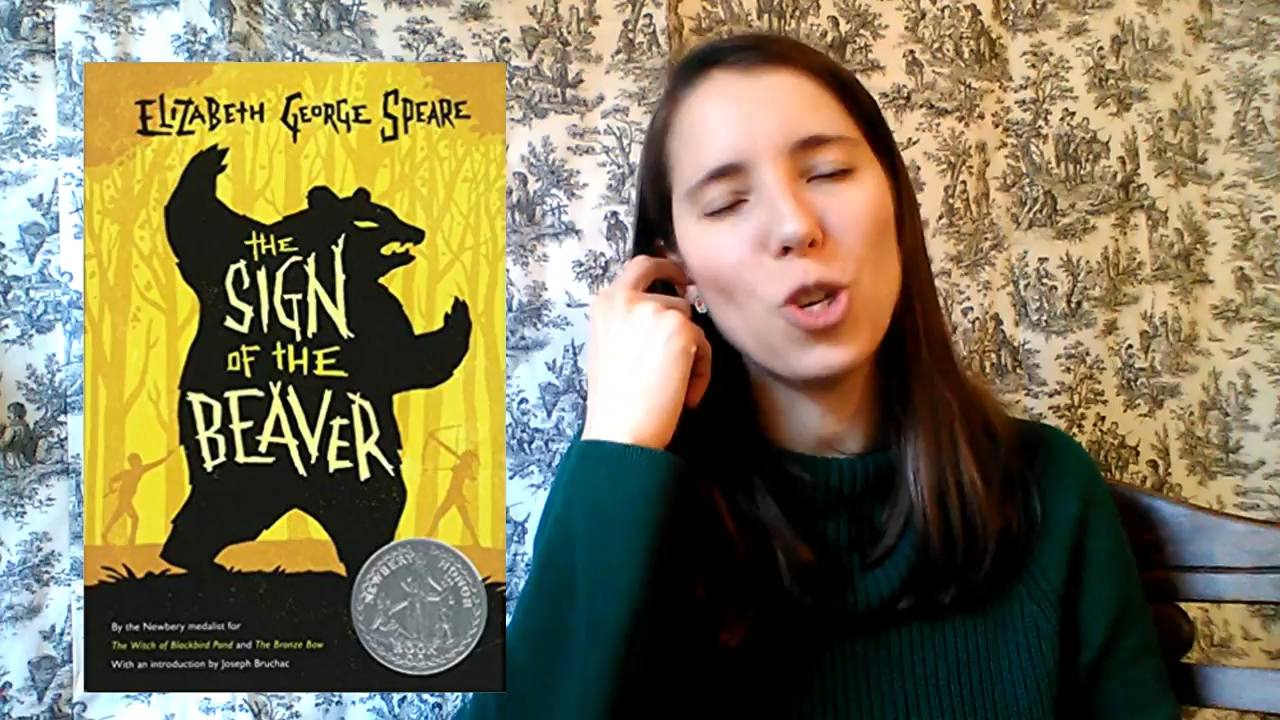 ELIZABETH GEORGE SPEARE
THE
SIGN
OF THE
BEAVER
NEWBERY HONOR
BOOK
By the Newbery medalist for
The Witch of Blackbird Pond and The Bronze Bow
With an introduction by Joseph Bruchac